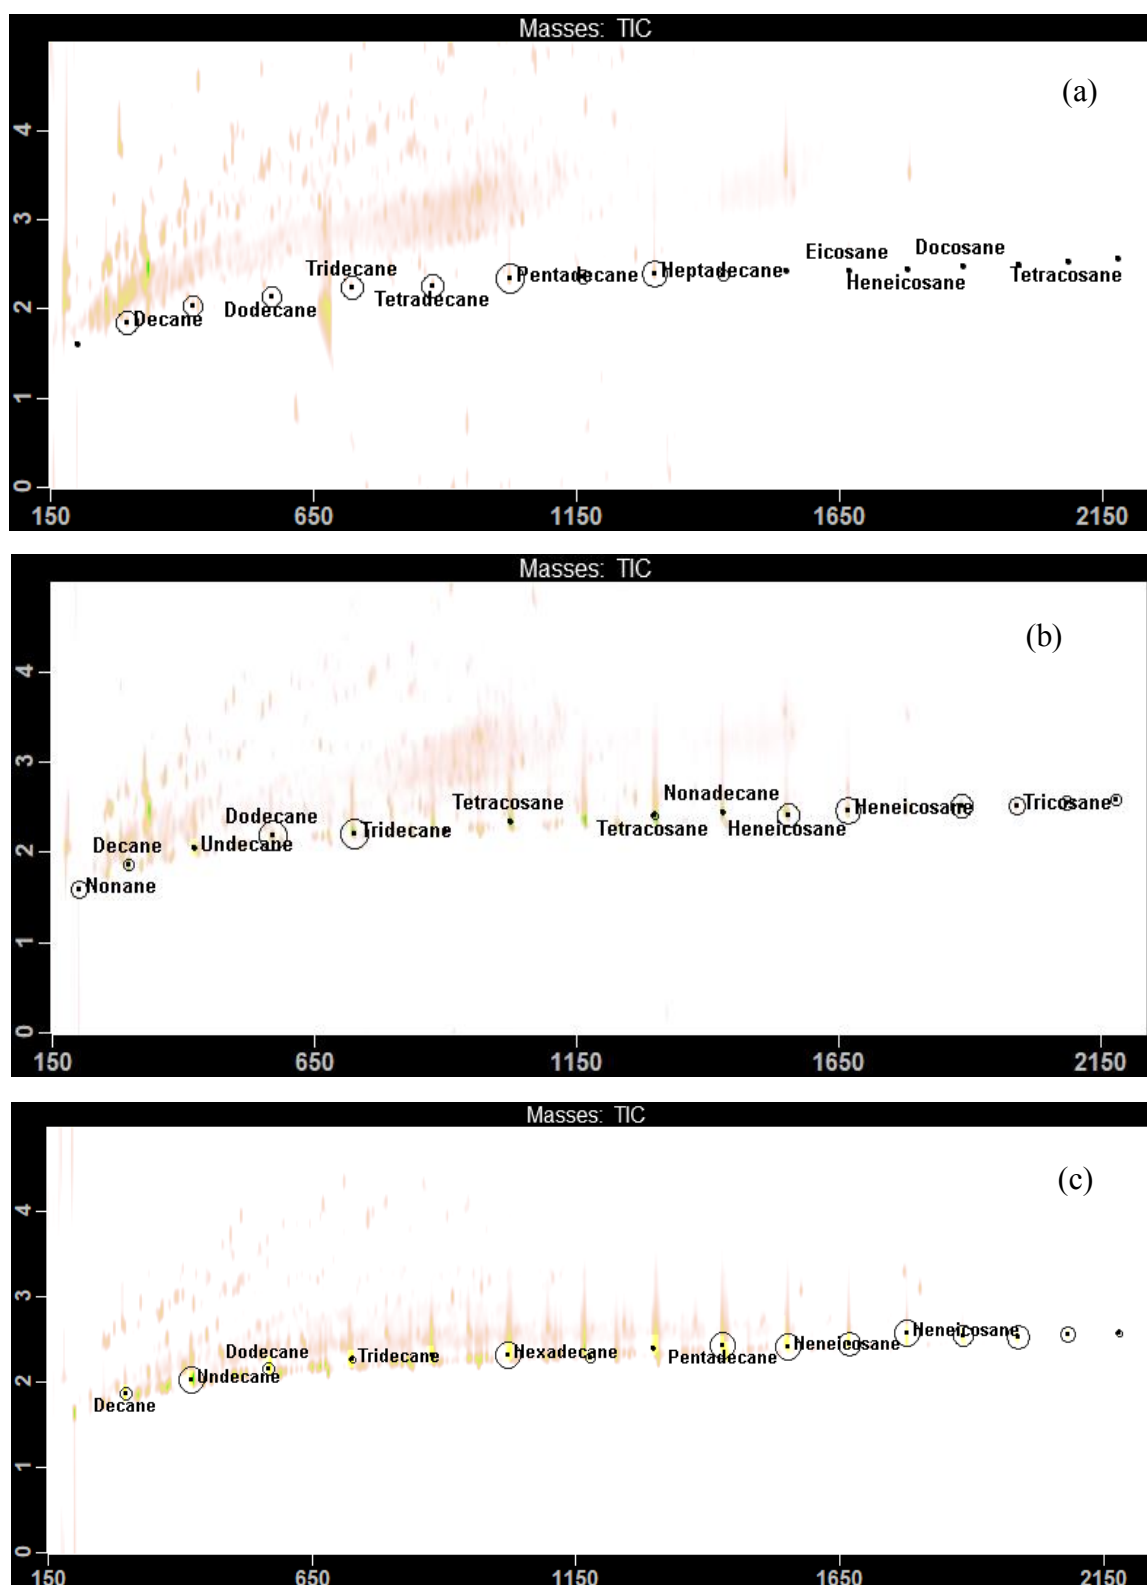 Masses: TIC
(a)
4
3
2
1
0
Eicosane
Docosane
Tridecane
Pentadecane
Heptadecane
Heneicosane
Tetracosane
Tetradecane
Dodecane
Decane
150 650 1150 1650 2150
Masses: TIC
(b)
4
3
2
1
0
Tetracosane
Nonadecane
Dodecane
Heneicosane
Tricosane
Tridecane
Tetracosane
Heneicosane
Decane
Undecane
Nonane
150 650 1150 1650 2150
Masses: TIC
(c)
4
3
2
1
0
Heneicosane
Dodecane
Tridecane
Hexadecane
Pentadecane
Heneicosane
Undecane
Decane
150 650 1150 1650 2150